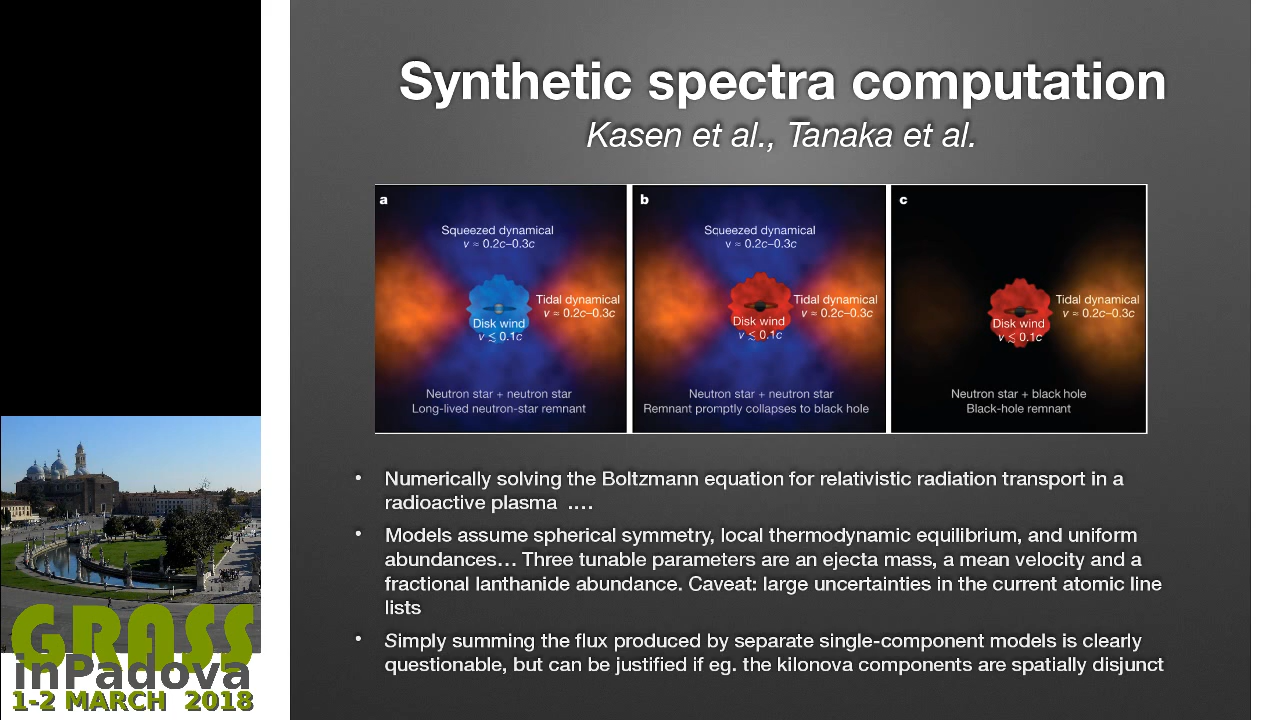 Synthetic spectra computation
Kasen et al., Tanaka et al.
a
Squeezed dynamical
v ≈ 0.2c–0.3c
Tidal dynamical
v ≈ 0.2c–0.3c
Disk wind
v ≲ 0.1c
Neutron star + neutron star
Long-lived neutron-star remnant
b
Squeezed dynamical
v ≈ 0.2c–0.3c
Tidal dynamical
v ≈ 0.2c–0.3c
Disk wind
v ≲ 0.1c
Neutron star + neutron star
Remnant promptly collapses to black hole
c
Tidal dynamical
v ≈ 0.2c–0.3c
Disk wind
v ≲ 0.1c
Neutron star + black hole
Black-hole remnant
• Numerically solving the Boltzmann equation for relativistic radiation transport in a
radioactive plasma ….
• Models assume spherical symmetry, local thermodynamic equilibrium, and uniform
abundances… Three tunable parameters are an ejecta mass, a mean velocity and a
fractional lanthanide abundance. Caveat: large uncertainties in the current atomic line
lists
• Simply summing the flux produced by separate single-component models is clearly
questionable, but can be justified if eg. the kilonova components are spatially disjunct
GRASS
inPadova
1-2 MARCH 2018